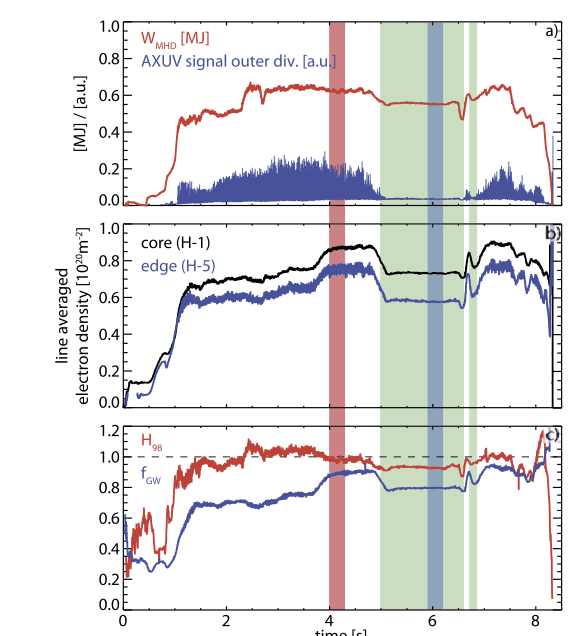 1.0
a)
W_MHD [MJ]
AXUV signal outer div. [a.u.]
[MJ] / [a.u.]
0.8
0.6
0.4
0.2
0.0
1.0
b)
core (H-1)
edge (H-5)
line averaged
electron density [10²⁰m⁻²]
0.8
0.6
0.4
0.2
0.0
1.2
c)
H_98
f_GW
1.0
0.8
0.6
0.4
0.2
0.0
0 2 4 6 8
time [s]